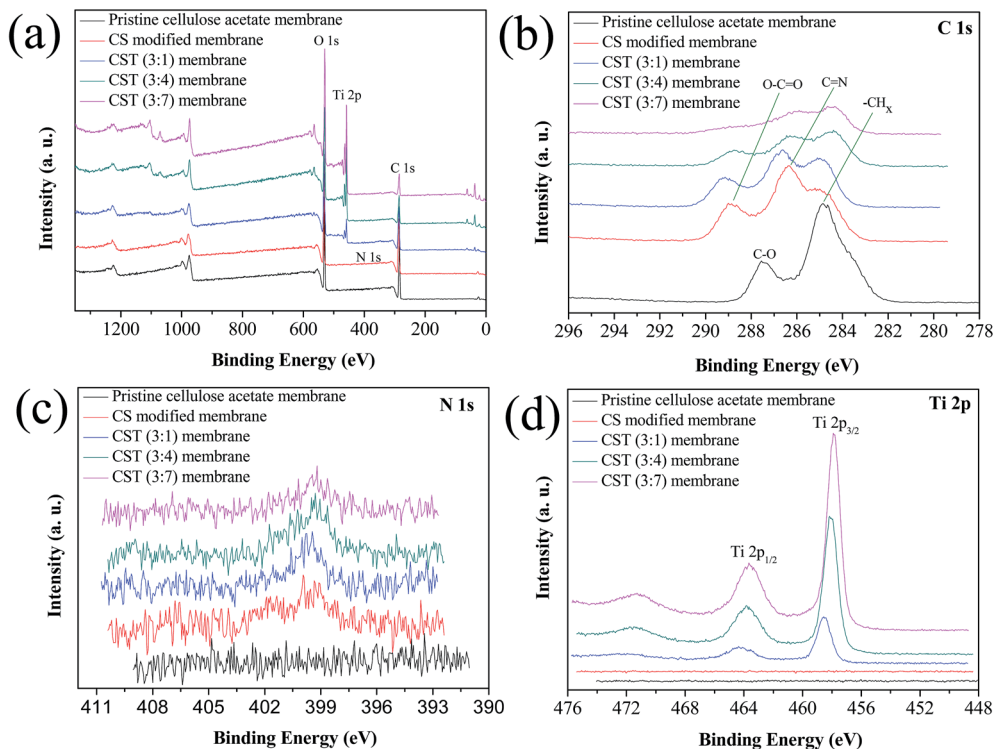 (a)
Pristine cellulose acetate membrane
CS modified membrane
CST (3:1) membrane
CST (3:4) membrane
CST (3:7) membrane
O 1s
Ti 2p
C 1s
N 1s
Intensity (a. u.)
1200 1000 800 600 400 200 0
Binding Energy (eV)
(b)
Pristine cellulose acetate membrane
CS modified membrane
CST (3:1) membrane
CST (3:4) membrane
CST (3:7) membrane
C 1s
O-C=O
C=N
-CHX
C-O
Intensity (a. u.)
296 294 292 290 288 286 284 282 280 278
Binding Energy (eV)
(c)
Pristine cellulose acetate membrane
CS modified membrane
CST (3:1) membrane
CST (3:4) membrane
CST (3:7) membrane
N 1s
Intensity (a. u.)
411 408 405 402 399 396 393 390
Binding Energy (eV)
(d)
Pristine cellulose acetate membrane
CS modified membrane
CST (3:1) membrane
CST (3:4) membrane
CST (3:7) membrane
Ti 2p
Ti 2p3/2
Ti 2p1/2
Intensity (a. u.)
476 472 468 464 460 456 452 448
Binding Energy (eV)